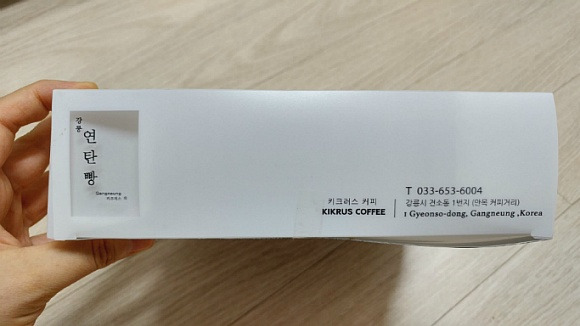 강릉
연탄빵
Gangneung
키크러스 커피
KIKRUS COFFEE
T 033-653-6004
강릉시 견소동 1번지 (안목 커피거리)
1 Gyeonso-dong, Gangneung ,Korea